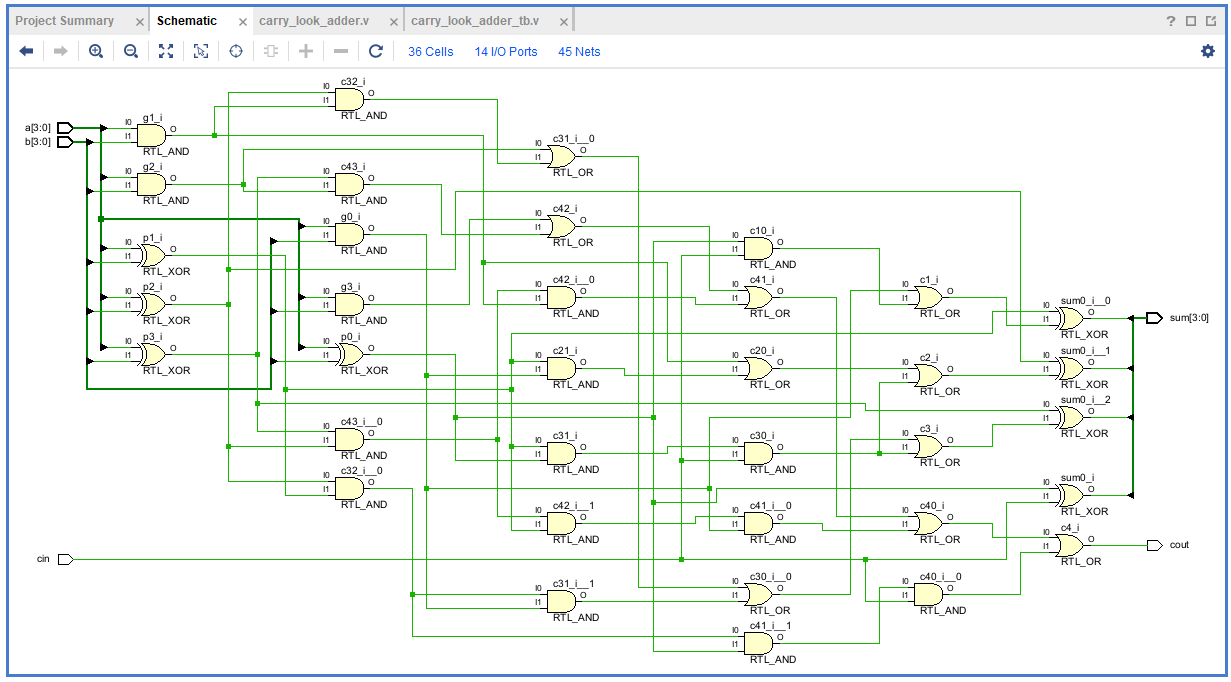 Project Summary × Schematic × carry_look_adder.v × carry_look_adder_tb.v × ? 
36 Cells 14 I/O Ports 45 Nets
a[3:0]
b[3:0]
cin
g1_i
I0
I1
O
RTL_AND
g2_i
I0
I1
O
RTL_AND
p1_i
I0
I1
O
RTL_XOR
p2_i
I0
I1
O
RTL_XOR
p3_i
I0
I1
O
RTL_XOR
c32_i
I0
I1
O
RTL_AND
c43_i
I0
I1
O
RTL_AND
g0_i
I0
I1
O
RTL_AND
g3_i
I0
I1
O
RTL_AND
p0_i
I0
I1
O
RTL_XOR
c43_i__0
I0
I1
O
RTL_AND
c32_i__0
I0
I1
O
RTL_AND
c31_i__0
I0
I1
O
RTL_OR
c42_i
I0
I1
O
RTL_OR
c42_i__0
I0
I1
O
RTL_AND
c21_i
I0
I1
O
RTL_AND
c31_i
I0
I1
O
RTL_AND
c42_i__1
I0
I1
O
RTL_AND
c31_i__1
I0
I1
O
RTL_AND
c10_i
I0
I1
O
RTL_AND
c41_i
I0
I1
O
RTL_OR
c20_i
I0
I1
O
RTL_OR
c30_i
I0
I1
O
RTL_AND
c41_i__0
I0
I1
O
RTL_AND
c30_i__0
I0
I1
O
RTL_OR
c41_i__1
I0
I1
O
RTL_AND
c1_i
I0
I1
O
RTL_OR
c2_i
I0
I1
O
RTL_OR
c3_i
I0
I1
O
RTL_OR
c40_i
I0
I1
O
RTL_OR
c40_i__0
I0
I1
O
RTL_AND
sum0_i__0
I0
I1
O
RTL_XOR
sum0_i__1
I0
I1
O
RTL_XOR
sum0_i__2
I0
I1
O
RTL_XOR
sum0_i
I0
I1
O
RTL_XOR
c4_i
I0
I1
O
RTL_OR
sum[3:0]
cout